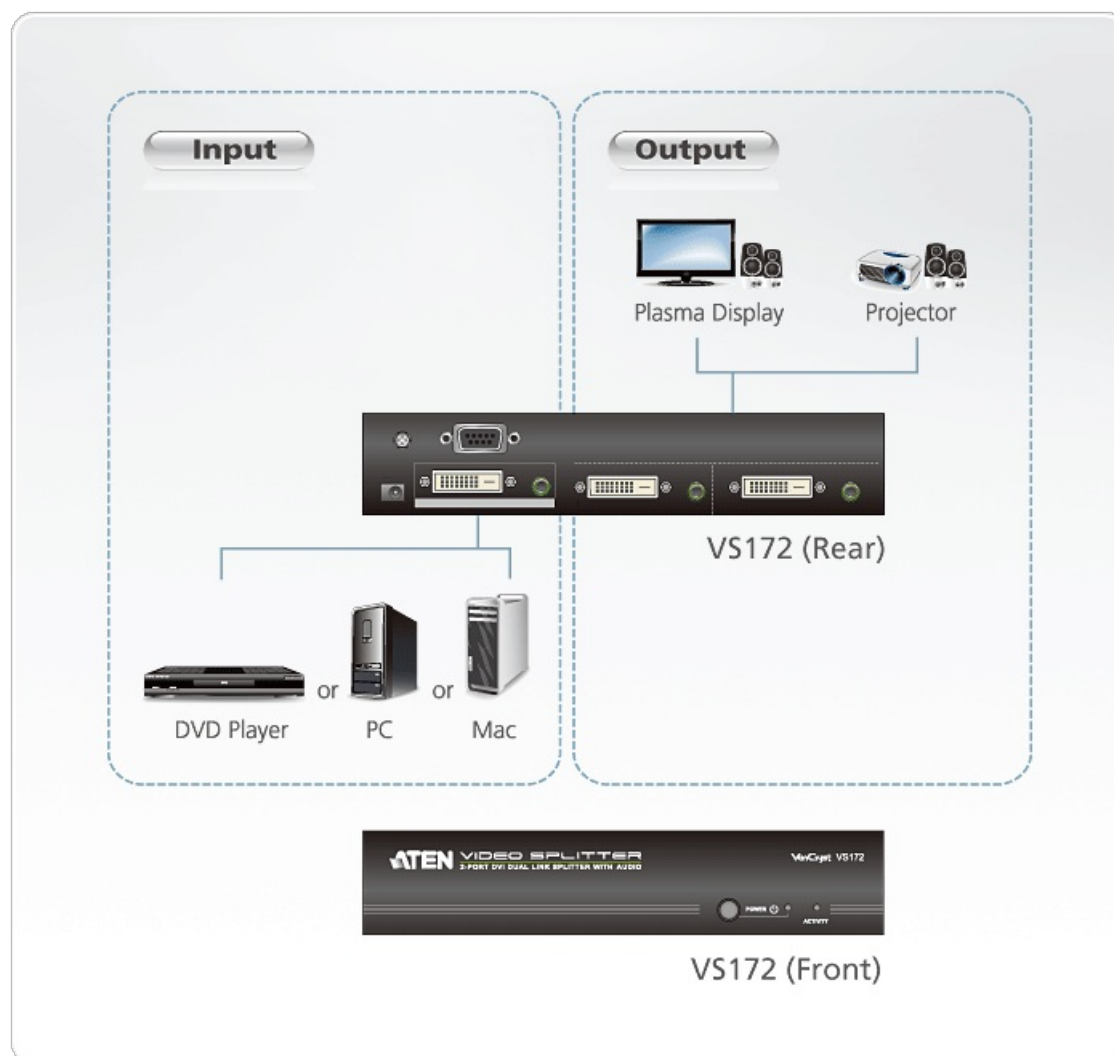 Input
Output
Plasma Display
Projector
VS172 (Rear)
or
or
DVD Player
PC
Mac
ATEN VIDEO SPLITTER
2-PORT DVI DUAL LINK SPLITTER WITH AUDIO
VanCryst VS172
POWER
ACTIVITY
VS172 (Front)